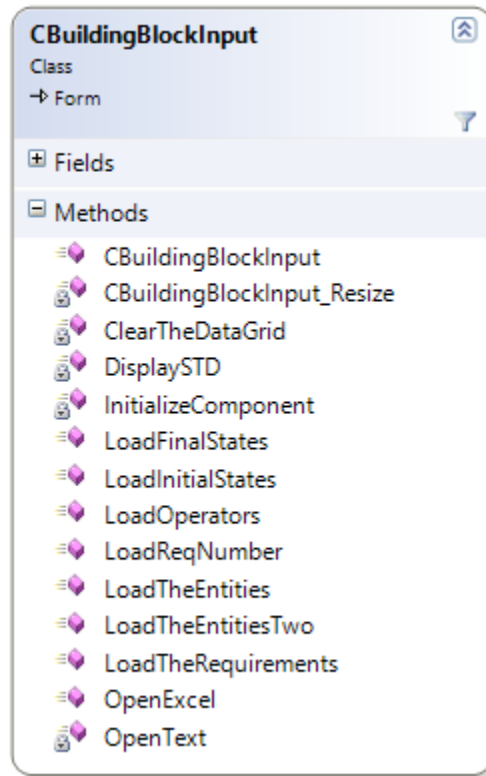 CBuildingBlockInput
Class
Form
Fields
Methods
CBuildingBlockInput
CBuildingBlockInput_Resize
ClearTheDataGrid
DisplaySTD
InitializeComponent
LoadFinalStates
LoadInitialStates
LoadOperators
LoadReqNumber
LoadTheEntities
LoadTheEntitiesTwo
LoadTheRequirements
OpenExcel
OpenText